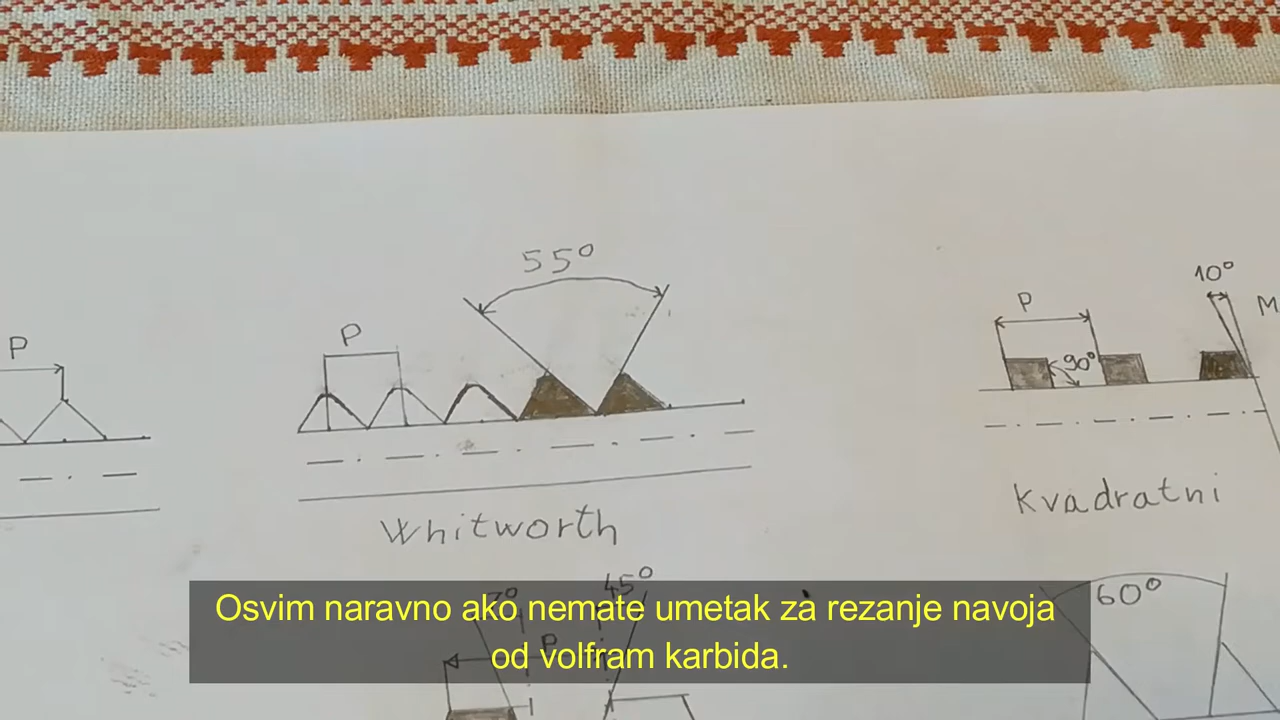 55°
10°
P
M
P
P
90°
Kvadratni
Whitworth
45°
60°
P
Osvim naravno ako nemate umetak za rezanje navoja
od volfram karbida.